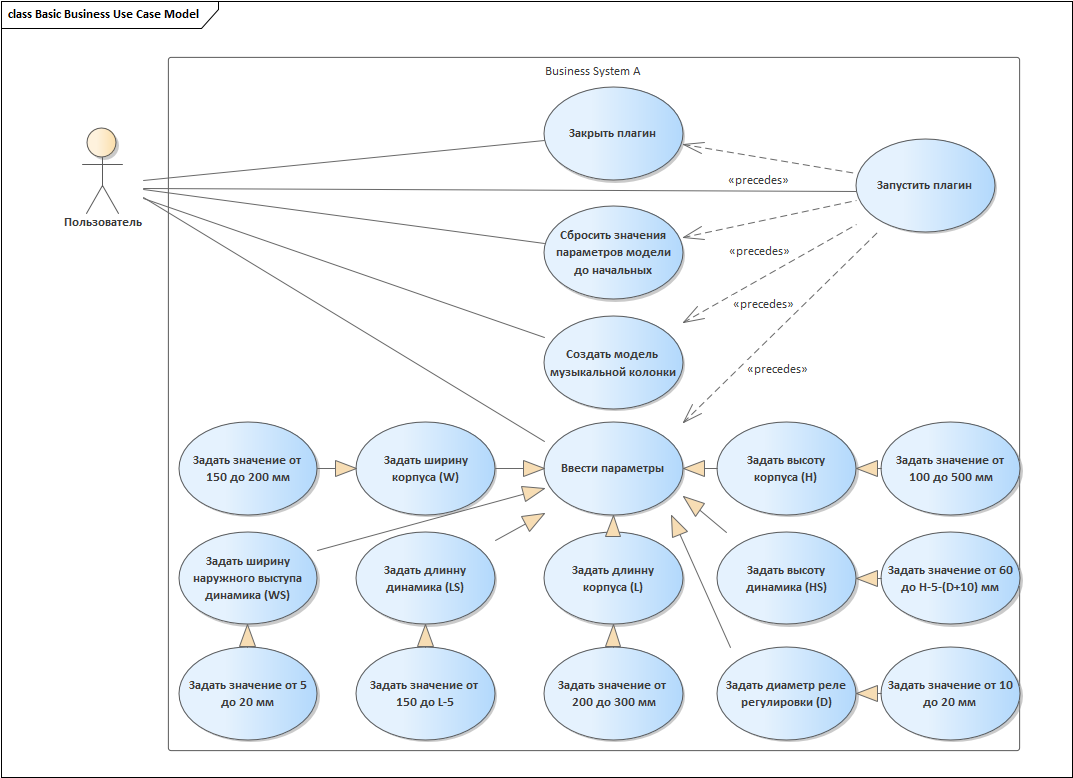 class Basic Business Use Case Model
Business System A
Закрыть плагин
«precedes»
Запустить плагин
Пользователь
Сбросить значения
параметров модели
до начальных
«precedes»
«precedes»
Создать модель
музыкальной колонки
«precedes»
Задать значение от
150 до 200 мм
Задать ширину
корпуса (W)
Ввести параметры
Задать высоту
корпуса (H)
Задать значение от
100 до 500 мм
Задать ширину
наружного выступа
динамика (WS)
Задать длинну
динамика (LS)
Задать длинну
корпуса (L)
Задать высоту
динамика (HS)
Задать значение от 60
до H-5-(D+10) мм
Задать значение от 5
до 20 мм
Задать значение от
150 до L-5
Задать значение от
200 до 300 мм
Задать диаметр реле
регулировки (D)
Задать значение от 10
до 20 мм